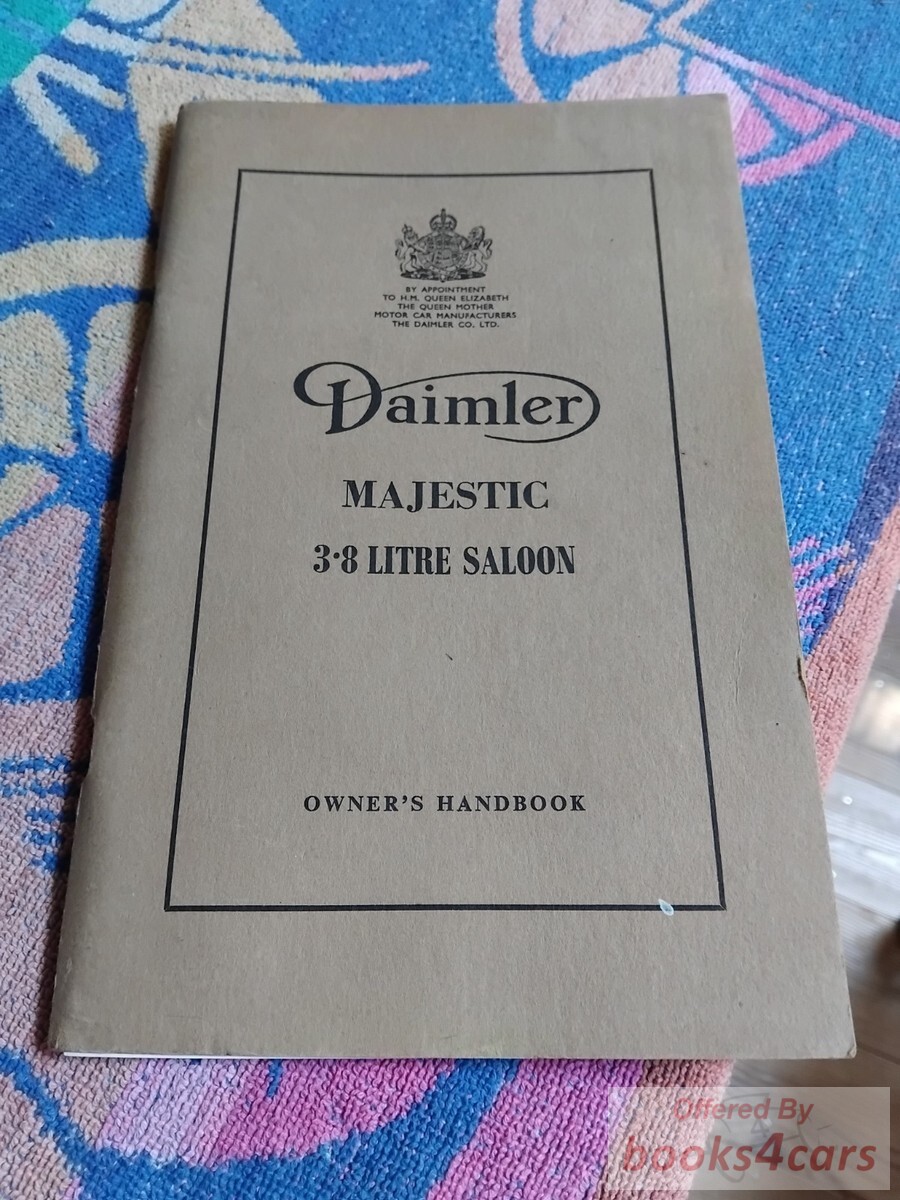 BY APPOINTMENT
TO H.M. QUEEN ELIZABETH
THE QUEEN MOTHER
MOTOR CAR MANUFACTURERS
THE DAIMLER CO. LTD.
Daimler
MAJESTIC
3·8 LITRE SALOON
OWNER'S HANDBOOK
Offered By
books4cars